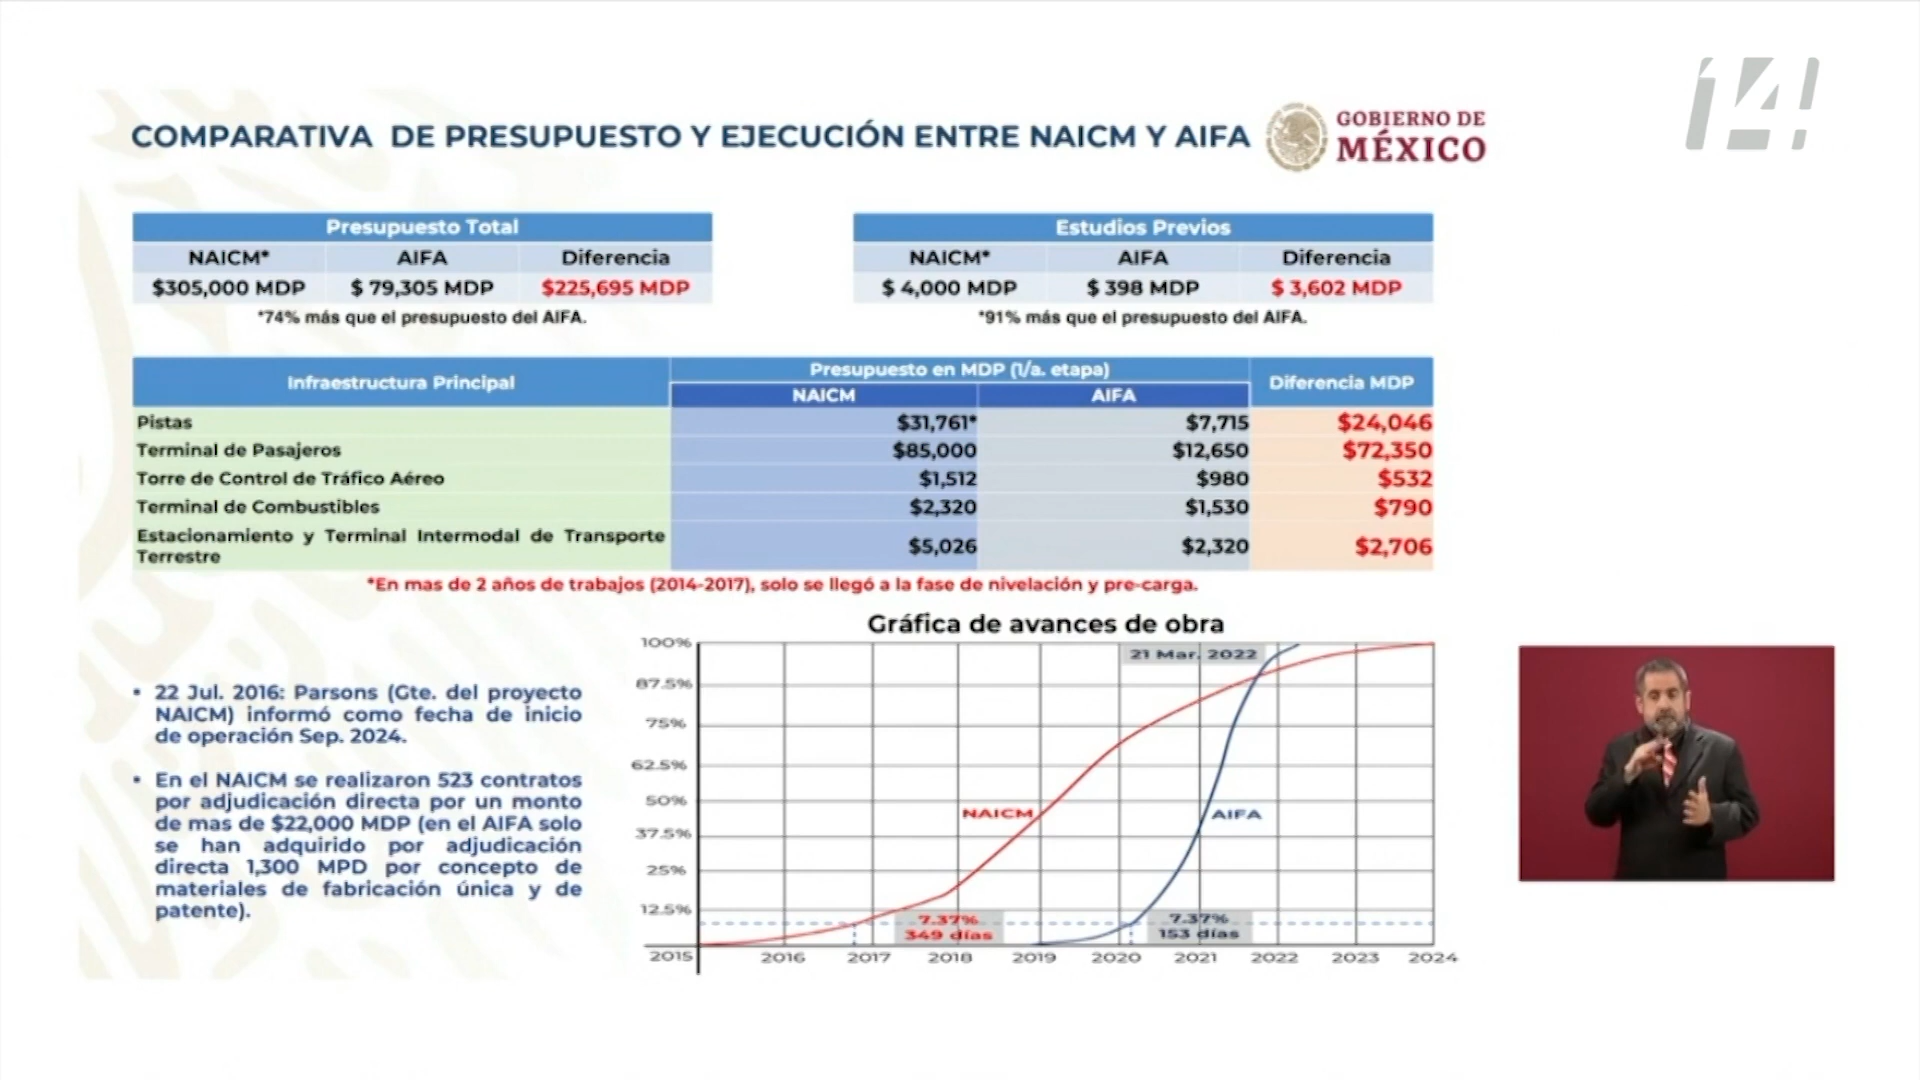 14!
COMPARATIVA DE PRESUPUESTO Y EJECUCIÓN ENTRE NAICM Y AIFA
GOBIERNO DE
MÉXICO
Presupuesto Total
NAICM* AIFA Diferencia
$305,000 MDP $ 79,305 MDP $225,695 MDP
*74% más que el presupuesto del AIFA.
Estudios Previos
NAICM* AIFA Diferencia
$ 4,000 MDP $ 398 MDP $ 3,602 MDP
*91% más que el presupuesto del AIFA.
Infraestructura Principal
Presupuesto en MDP (1/a. etapa)
NAICM AIFA
Diferencia MDP
Pistas $31,761* $7,715 $24,046
Terminal de Pasajeros $85,000 $12,650 $72,350
Torre de Control de Tráfico Aéreo $1,512 $980 $532
Terminal de Combustibles $2,320 $1,530 $790
Estacionamiento y Terminal Intermodal de Transporte
Terrestre $5,026 $2,320 $2,706
*En mas de 2 años de trabajos (2014-2017), solo se llegó a la fase de nivelación y pre-carga.
• 22 Jul. 2016: Parsons (Gte. del proyecto
NAICM) informó como fecha de inicio
de operación Sep. 2024.
• En el NAICM se realizaron 523 contratos
por adjudicación directa por un monto
de mas de $22,000 MDP (en el AIFA solo
se han adquirido por adjudicación
directa 1,300 MPD por concepto de
materiales de fabricación única y de
patente).
Gráfica de avances de obra
100%
21 Mar. 2022
87.5%
75%
62.5%
50%
NAICM
AIFA
37.5%
25%
12.5%
7.37%
349 días
7.37%
153 días
2015 2016 2017 2018 2019 2020 2021 2022 2023 2024